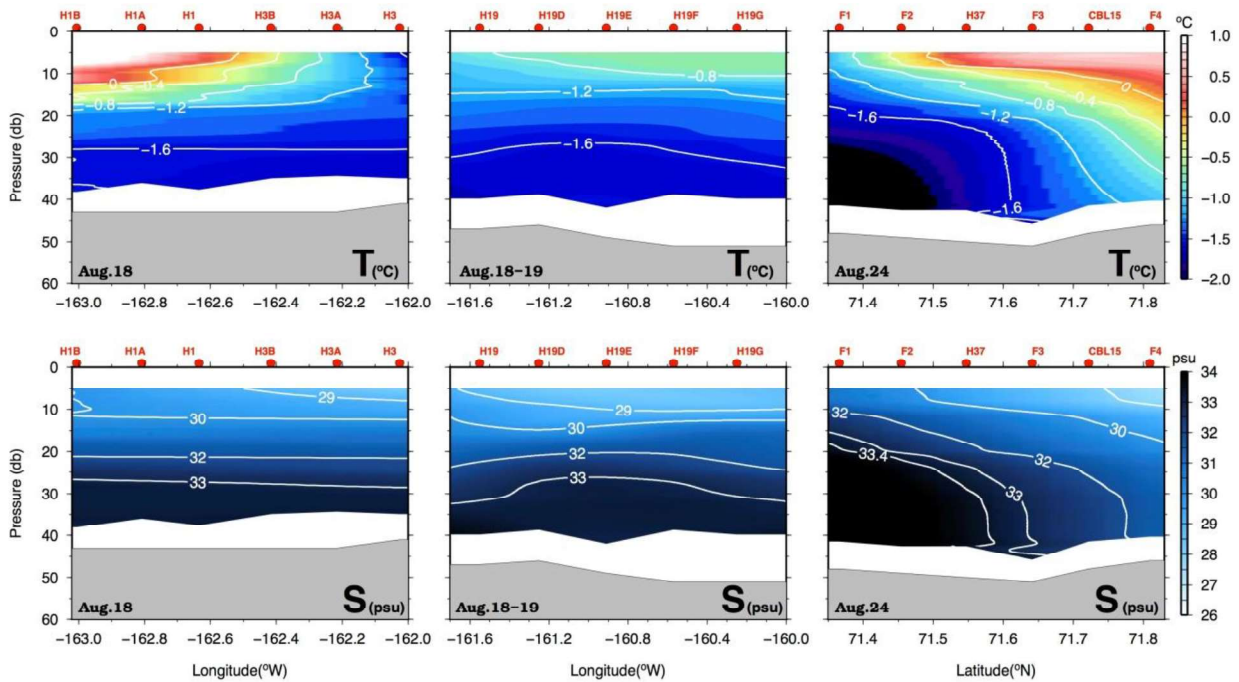 H1B H1A H1 H3B H3A H3
H19 H19D H19E H19F H19G
F1 F2 H37 F3 CBL15 F4
°C
0 10 20 30 40 50 60
Pressure (db)
0 −0.4 −0.8 −1.2 −1.6
Aug.18 T(°C)
−163.0 −162.8 −162.6 −162.4 −162.2 −162.0
−0.8 −1.2 −1.6
Aug.18−19 T(°C)
−161.6 −161.2 −160.8 −160.4 −160.0
0 −0.4 −0.8 −1.2 −1.6 −1.6
Aug.24 T(°C)
71.4 71.5 71.6 71.7 71.8
1.0 0.5 0.0 −0.5 −1.0 −1.5 −2.0
H1B H1A H1 H3B H3A H3
H19 H19D H19E H19F H19G
F1 F2 H37 F3 CBL15 F4
psu
0 10 20 30 40 50 60
Pressure (db)
29 30 32 33
Aug.18 S(psu)
−163.0 −162.8 −162.6 −162.4 −162.2 −162.0
Longitude(°W)
29 30 32 33
Aug.18−19 S(psu)
−161.6 −161.2 −160.8 −160.4 −160.0
Longitude(°W)
32 30 33.4 32 33
Aug.24 S(psu)
71.4 71.5 71.6 71.7 71.8
Latitude(°N)
34 33 32 31 30 29 28 27 26